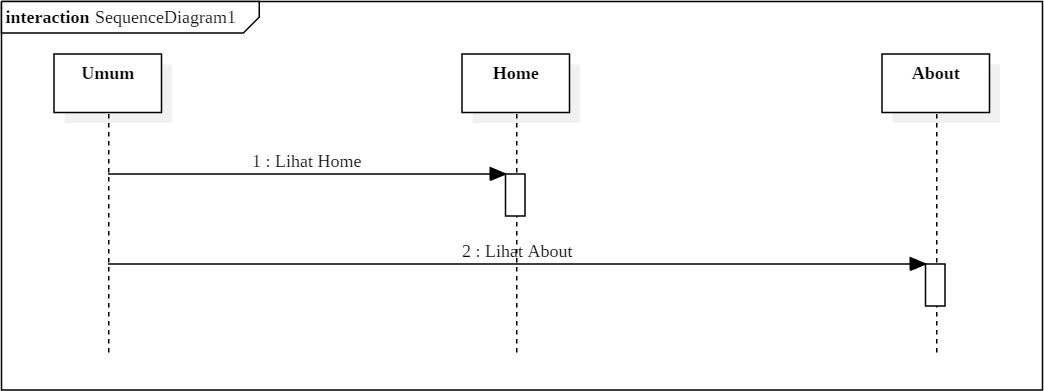 interaction SequenceDiagram1
Umum
Home
About
1 : Lihat Home
2 : Lihat About